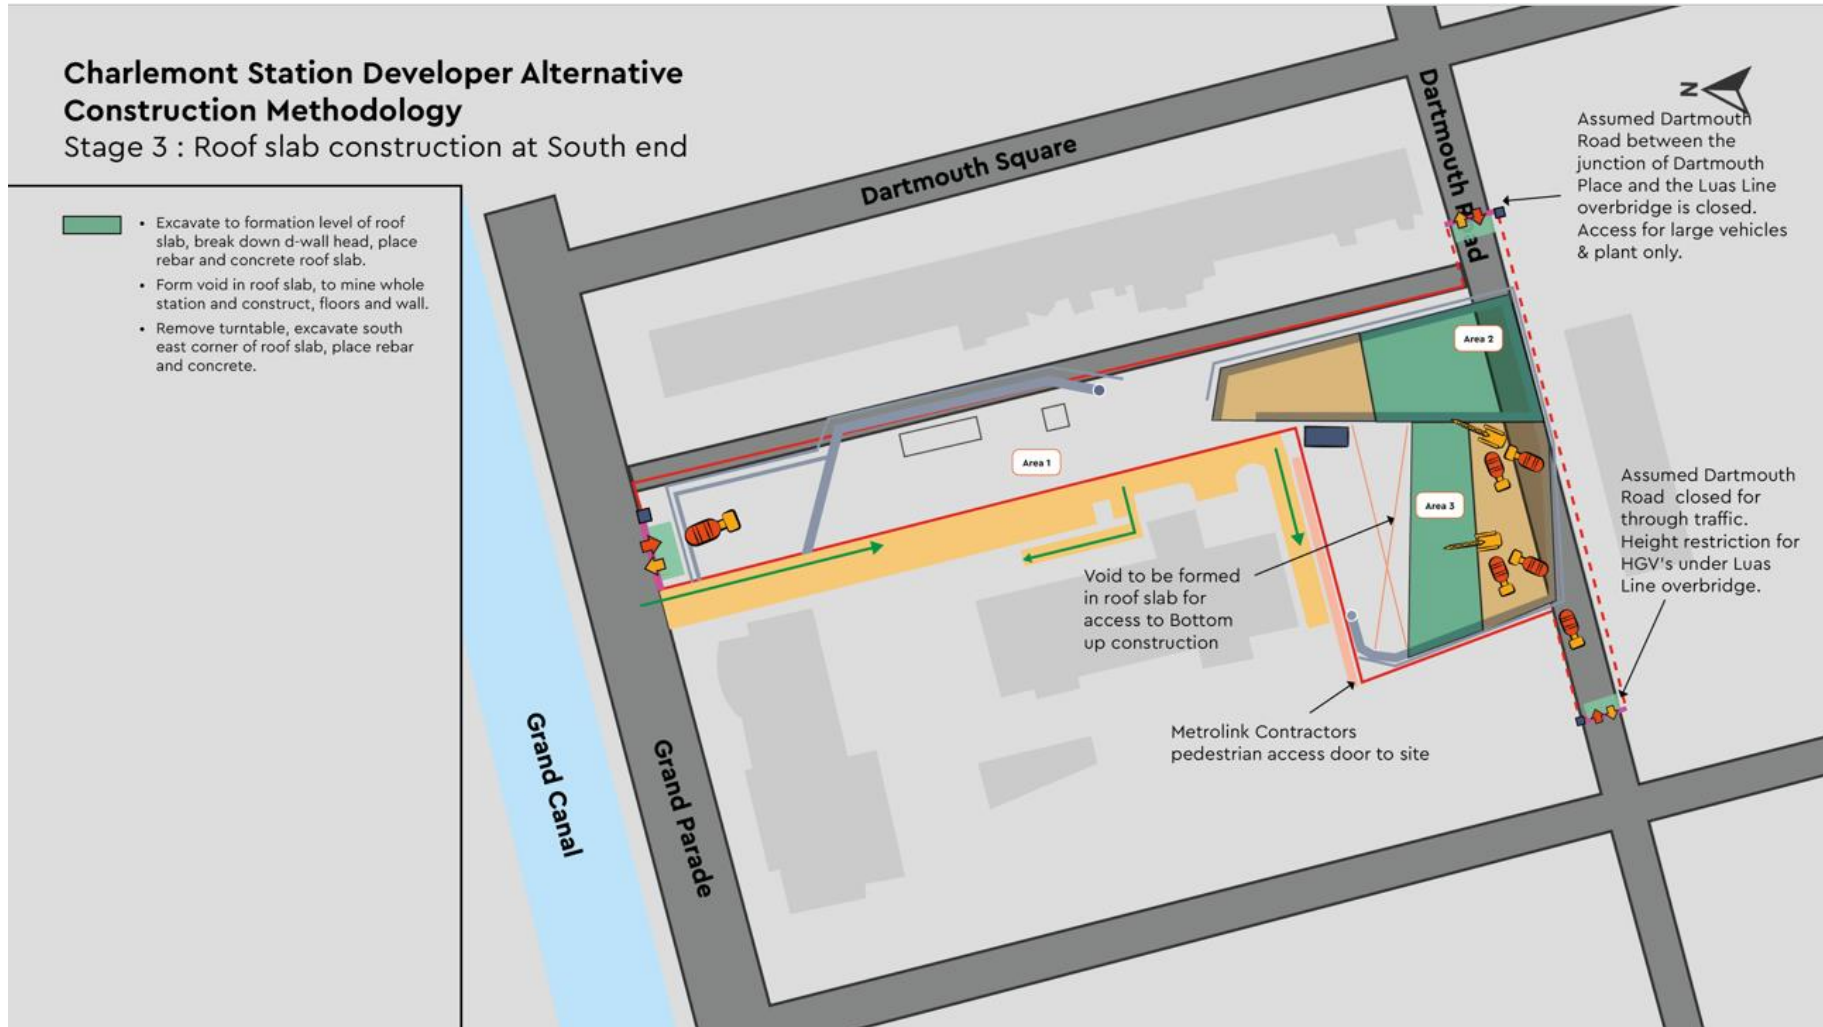 Charlemont Station Developer Alternative
Construction Methodology
Stage 3 : Roof slab construction at South end
• Excavate to formation level of roof
slab, break down d-wall head, place
rebar and concrete roof slab.
• Form void in roof slab, to mine whole
station and construct, floors and wall.
• Remove turntable, excavate south
east corner of roof slab, place rebar
and concrete.
Dartmouth Square
Dartmouth Road
N
Assumed Dartmouth
Road between the
junction of Dartmouth
Place and the Luas Line
overbridge is closed.
Access for large vehicles
& plant only.
Area 2
Area 1
Area 3
Assumed Dartmouth
Road closed for
through traffic.
Height restriction for
HGV's under Luas
Line overbridge.
Void to be formed
in roof slab for
access to Bottom
up construction
Metrolink Contractors
pedestrian access door to site
Grand Canal
Grand Parade